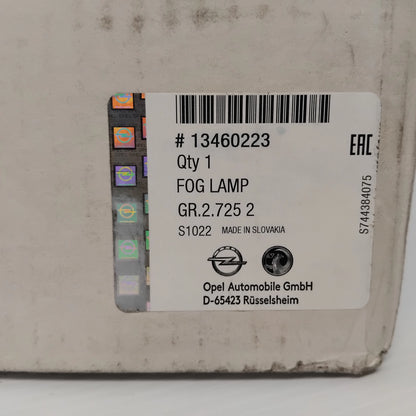 # 13460223
Qty 1
FOG LAMP
GR.2.725 2
S1022 MADE IN SLOVAKIA
Opel Automobile GmbH
D-65423 Rüsselsheim
EAC
S744384075